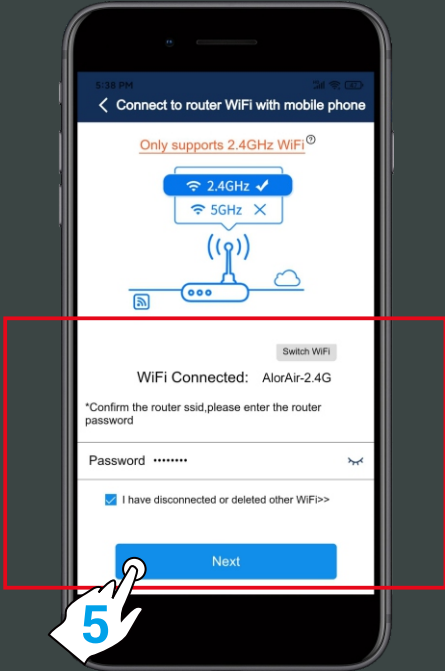 5:38 PM
Connect to router WiFi with mobile phone
Only supports 2.4GHz WiFi
2.4GHz
5GHz
Switch WiFi
WiFi Connected: AlorAir-2.4G
*Confirm the router ssid,please enter the router
password
Password ••••••••
I have disconnected or deleted other WiFi>>
Next
5